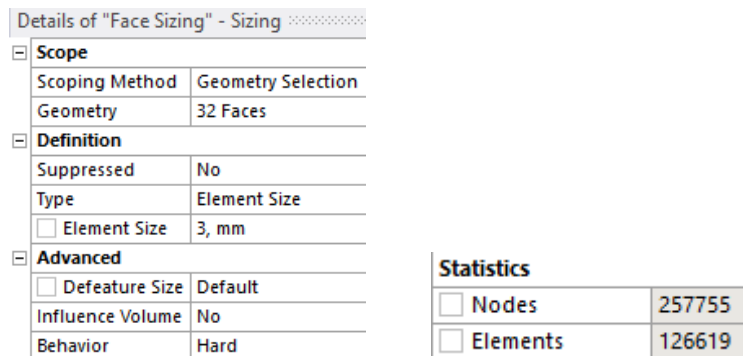 Details of "Face Sizing" - Sizing
Scope
Scoping Method Geometry Selection
Geometry 32 Faces
Definition
Suppressed No
Type Element Size
Element Size 3, mm
Advanced
Defeature Size Default
Influence Volume No
Behavior Hard
Statistics
Nodes 257755
Elements 126619